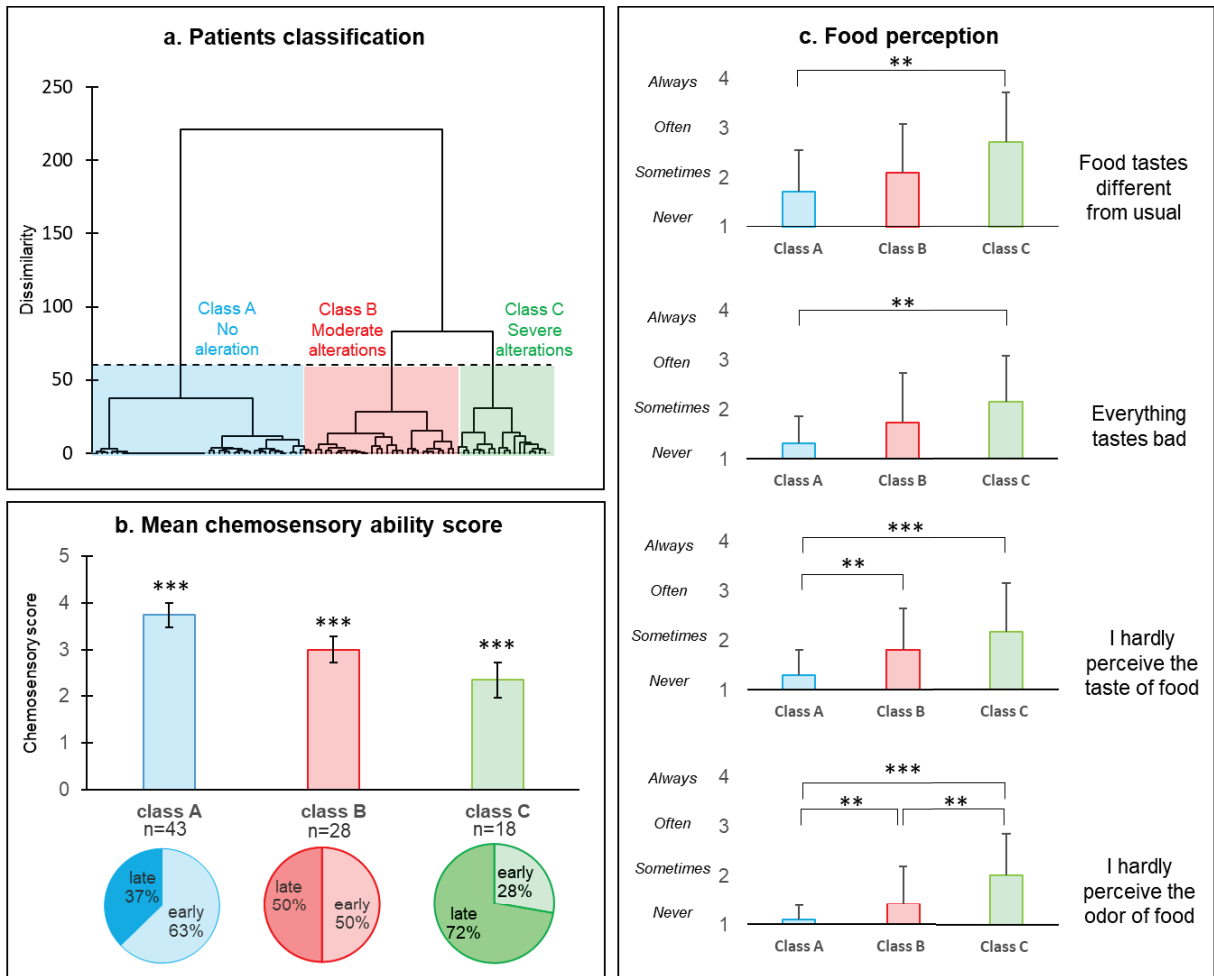 a. Patients classification
250
200
150
100
50
0
Dissimilarity
Class A
No
aleration
Class B
Moderate
alterations
Class C
Severe
alterations
b. Mean chemosensory ability score
5
4
3
2
1
0
Chemosensory score
***
***
***
class A
n=43
class B
n=28
class C
n=18
late
37%
early
63%
late
50%
early
50%
early
28%
late
72%
c. Food perception
**
Always 4
Often 3
Sometimes 2
Never 1
Class A Class B Class C
Food tastes
different
from usual
**
Always 4
Often 3
Sometimes 2
Never 1
Class A Class B Class C
Everything
tastes bad
***
**
Always 4
Often 3
Sometimes 2
Never 1
Class A Class B Class C
I hardly
perceive the
taste of food
***
** **
Always 4
Often 3
Sometimes 2
Never 1
Class A Class B Class C
I hardly
perceive the
odor of food